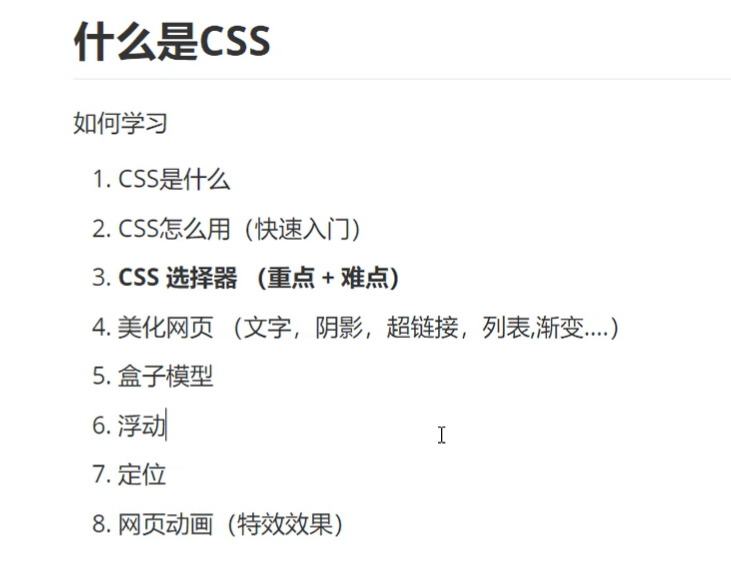 什么是CSS
如何学习
1. CSS是什么
2. CSS怎么用（快速入门）
3. CSS 选择器 （重点 + 难点）
4. 美化网页 （文字，阴影，超链接，列表,渐变....）
5. 盒子模型
6. 浮动
7. 定位
8. 网页动画（特效效果）